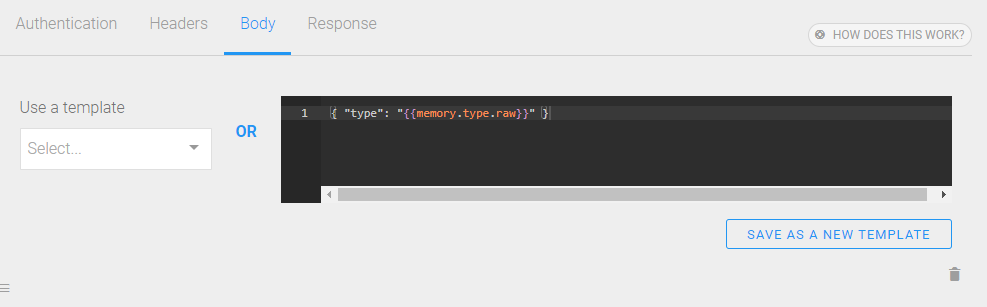 Authentication Headers Body Response
HOW DOES THIS WORK?
Use a template
Select...
OR
1 { "type": "{{memory.type.raw}}" }
SAVE AS A NEW TEMPLATE